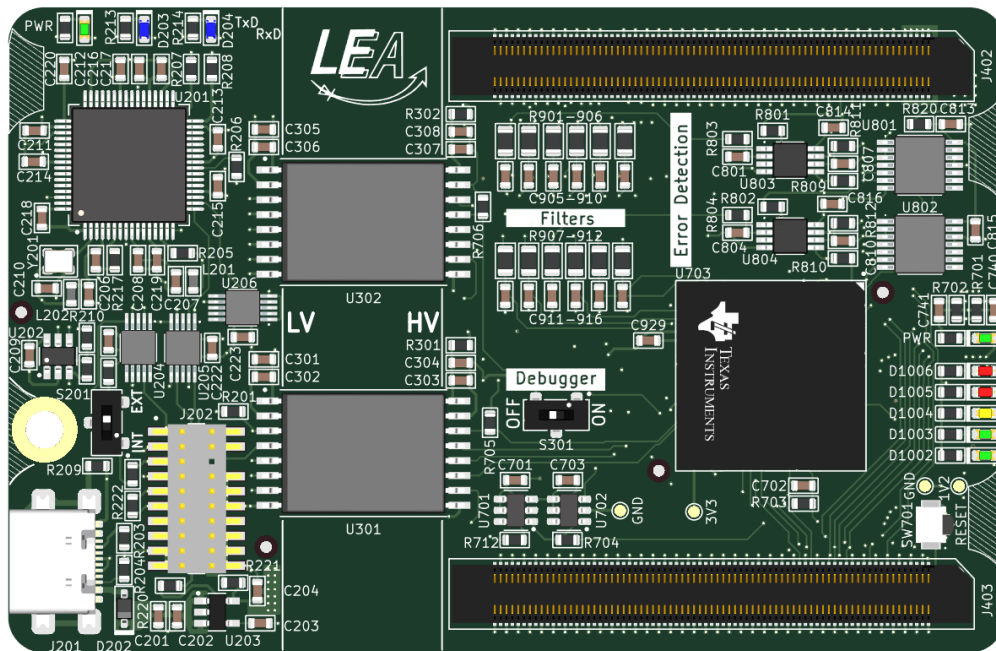 PWR
R213
D203
R214
D204
TxD
RxD
C220
C212
C216
C217
R207
R208
U201
C213
R206
C211
C214
C218
C215
Y201
C210
R205
L201
C206
R217
C208
C219
C207
U206
L202
R210
U202
C209
U204
U205
C222
C223
S201
EXT
INT
J202
R201
R209
R222
R203
R204
R220
J201
D202
C201
C202
U203
R221
C204
C203
LEA
C305
C306
R302
C308
C307
U302
R706
LV
HV
C301
C302
R301
C304
C303
U301
R705
R901-906
C905-910
Filters
R907-912
C911-916
Error Detection
C929
Debugger
OFF
ON
S301
C701
C703
U701
U702
R712
R704
GND
3V3
U703
TEXAS
INSTRUMENTS
C702
R703
J402
R803
R801
C814
R811
U801
R820
C813
C801
U803
R809
C807
R804
R802
C816
R812
U802
C804
U804
R810
C810
C815
R701
C740
R702
C741
PWR
D1006
D1005
D1004
D1003
D1002
GND
1V2
SW701
RESET
J403